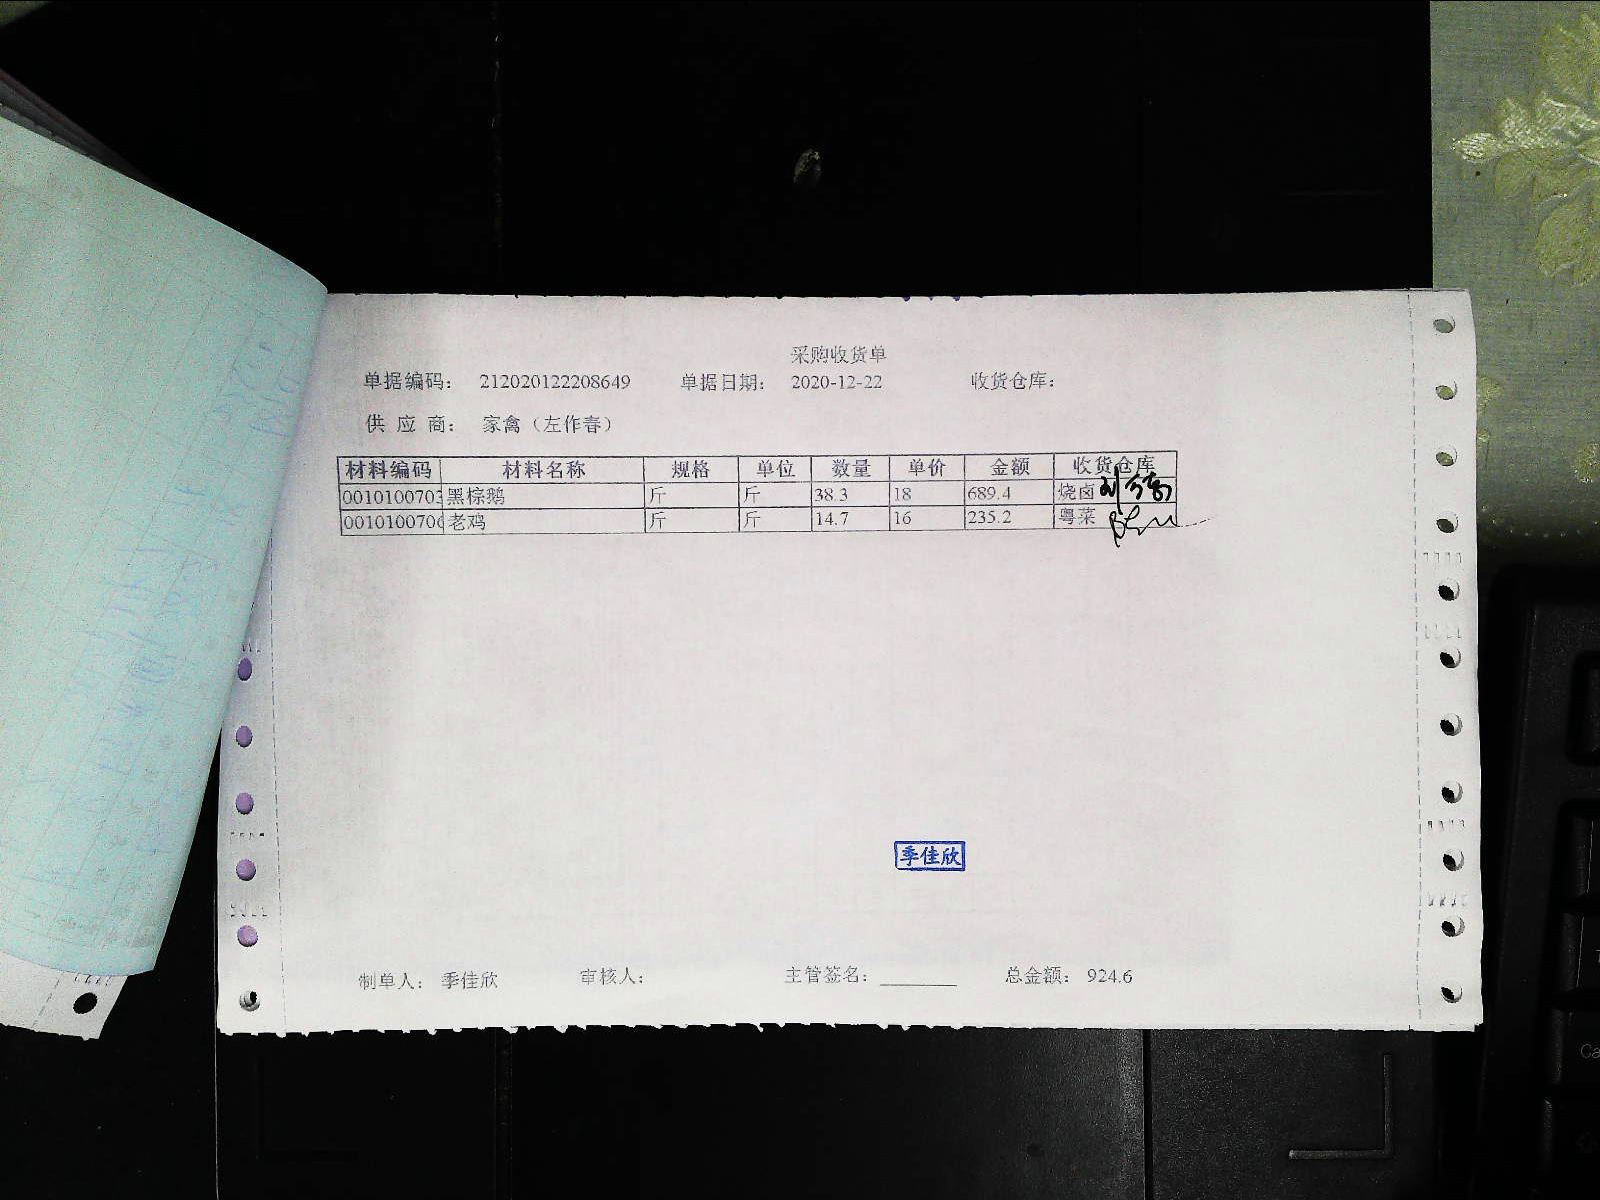 采购收货单
单据编码： 212020122208649 单据日期： 2020-12-22 收货仓库：
供 应 商： 家禽（左作春）
材料编码 材料名称 规格 单位 数量 单价 金额 收货仓库
0010100703 黑棕鹅 斤 斤 38.3 18 689.4 烧卤
001010070 老鸡 斤 斤 14.7 16 235.2 粤菜
季佳欣
制单人： 季佳欣 审核人： 主管签名： 总金额： 924.6